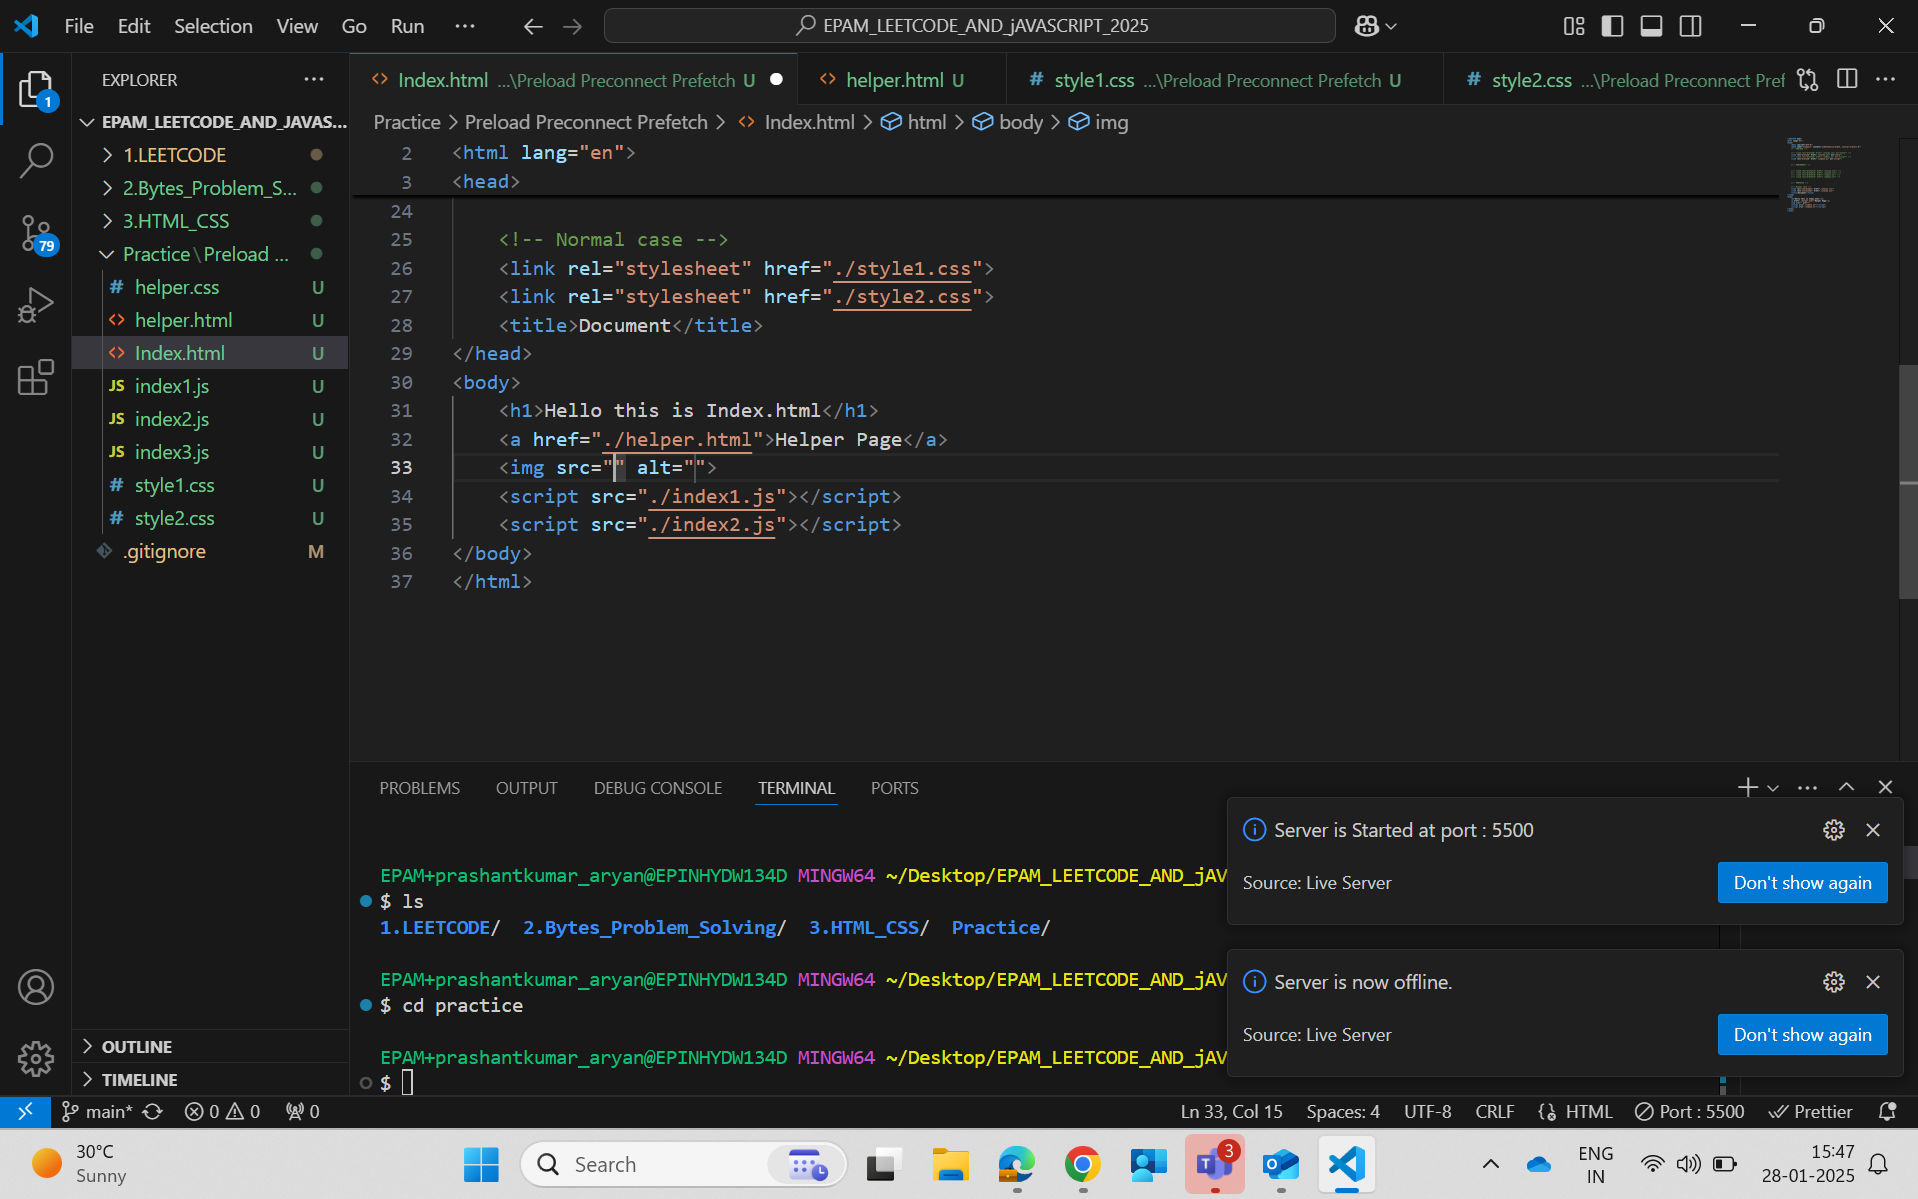 File Edit Selection View Go Run ··· EPAM_LEETCODE_AND_jAVASCRIPT_2025
EXPLORER
Index.html ...\Preload Preconnect Prefetch U
helper.html U
style1.css ...\Preload Preconnect Prefetch U
style2.css ...\Preload Preconnect Pref
1
79
EPAM_LEETCODE_AND_JAVAS...
1.LEETCODE
2.Bytes_Problem_S...
3.HTML_CSS
Practice\Preload ...
# helper.css U
<> helper.html U
<> Index.html U
JS index1.js U
JS index2.js U
JS index3.js U
# style1.css U
# style2.css U
.gitignore M
OUTLINE
TIMELINE
Practice > Preload Preconnect Prefetch > <> Index.html > html > body > img
2 <html lang="en">
3 <head>
24
25 <!-- Normal case -->
26 <link rel="stylesheet" href="./style1.css">
27 <link rel="stylesheet" href="./style2.css">
28 <title>Document</title>
29 </head>
30 <body>
31 <h1>Hello this is Index.html</h1>
32 <a href="./helper.html">Helper Page</a>
33 <img src="" alt="">
34 <script src="./index1.js"></script>
35 <script src="./index2.js"></script>
36 </body>
37 </html>
PROBLEMS OUTPUT DEBUG CONSOLE TERMINAL PORTS
EPAM+prashantkumar_aryan@EPINHYDW134D MINGW64 ~/Desktop/EPAM_LEETCODE_AND_jAV
$ ls
1.LEETCODE/ 2.Bytes_Problem_Solving/ 3.HTML_CSS/ Practice/
EPAM+prashantkumar_aryan@EPINHYDW134D MINGW64 ~/Desktop/EPAM_LEETCODE_AND_jAV
$ cd practice
EPAM+prashantkumar_aryan@EPINHYDW134D MINGW64 ~/Desktop/EPAM_LEETCODE_AND_jAV
$
Server is Started at port : 5500
Source: Live Server
Don't show again
Server is now offline.
Source: Live Server
Don't show again
main* 0 0 0 Ln 33, Col 15 Spaces: 4 UTF-8 CRLF HTML Port : 5500 Prettier
30°C
Sunny
Search
3
ENG
IN
15:47
28-01-2025